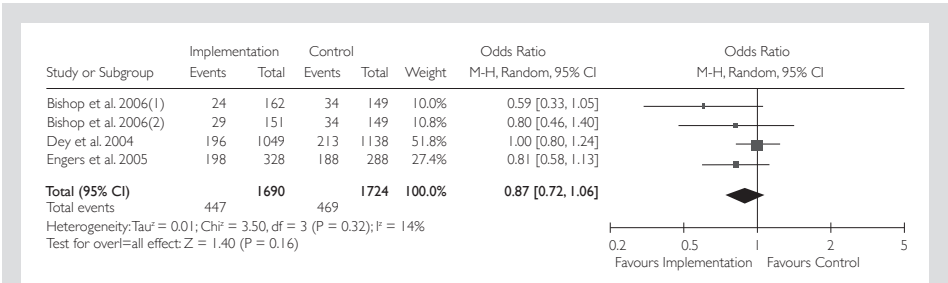 Implementation Control Odds Ratio Odds Ratio
Study or Subgroup Events Total Events Total Weight M-H, Random, 95% CI M-H, Random, 95% CI
Bishop et al. 2006(1) 24 162 34 149 10.0% 0.59 [0.33, 1.05]
Bishop et al. 2006(2) 29 151 34 149 10.8% 0.80 [0.46, 1.40]
Dey et al. 2004 196 1049 213 1138 51.8% 1.00 [0.80, 1.24]
Engers et al. 2005 198 328 188 288 27.4% 0.81 [0.58, 1.13]
Total (95% CI) 1690 1724 100.0% 0.87 [0.72, 1.06]
Total events 447 469
Heterogeneity: Tau² = 0.01; Chi² = 3.50, df = 3 (P = 0.32); I² = 14%
Test for overl=all effect: Z = 1.40 (P = 0.16)
0.2 0.5 1 2 5
Favours Implementation Favours Control